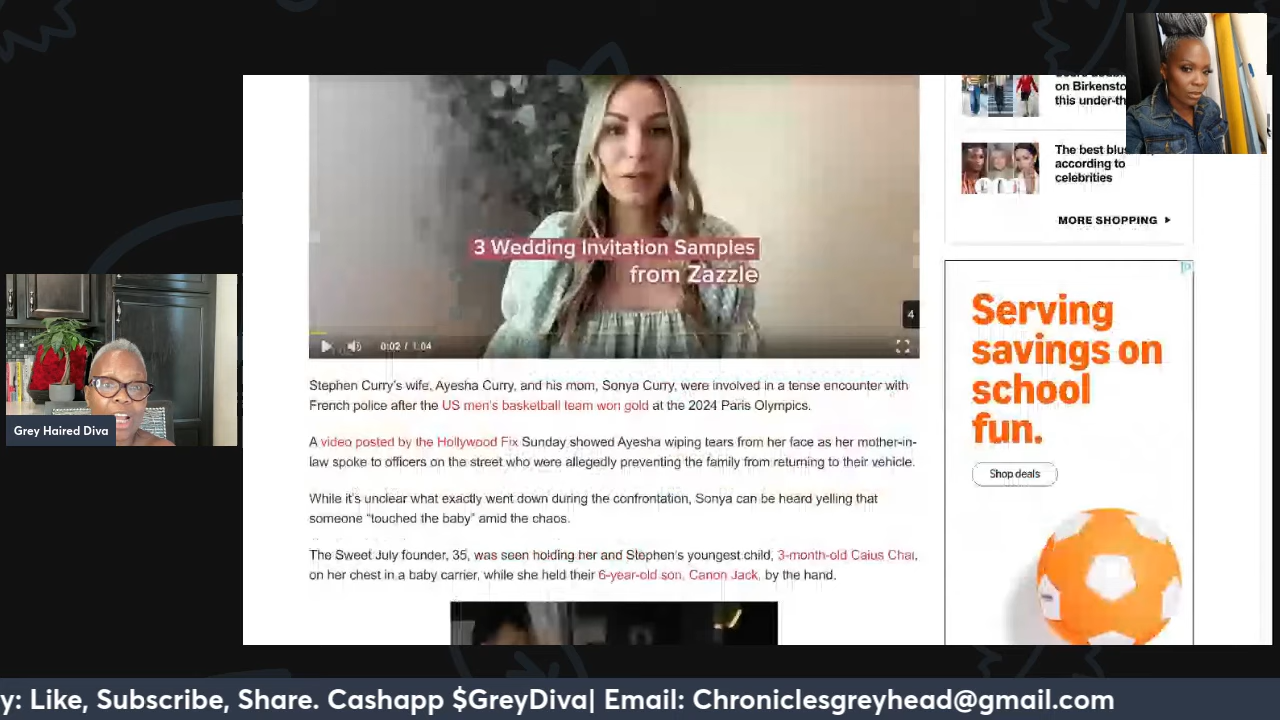 on Birkensto
this under-th
The best blus
according to
celebrities
MORE SHOPPING
3 Wedding Invitation Samples
from Zazzle
4
0:02 / 1:04
Serving
savings on
school
fun.
Shop deals
Stephen Curry's wife, Ayesha Curry, and his mom, Sonya Curry, were involved in a tense encounter with
French police after the US men's basketball team won gold at the 2024 Paris Olympics.
A video posted by the Hollywood Fix Sunday showed Ayesha wiping tears from her face as her mother-in-
law spoke to officers on the street who were allegedly preventing the family from returning to their vehicle.
While it's unclear what exactly went down during the confrontation, Sonya can be heard yelling that
someone "touched the baby" amid the chaos.
The Sweet July founder, 35, was seen holding her and Stephen's youngest child, 3-month-old Caius Chai,
on her chest in a baby carrier, while she held their 6-year-old son, Canon Jack, by the hand.
Grey Haired Diva
y: Like, Subscribe, Share. Cashapp $GreyDiva| Email: Chroniclesgreyhead@gmail.com